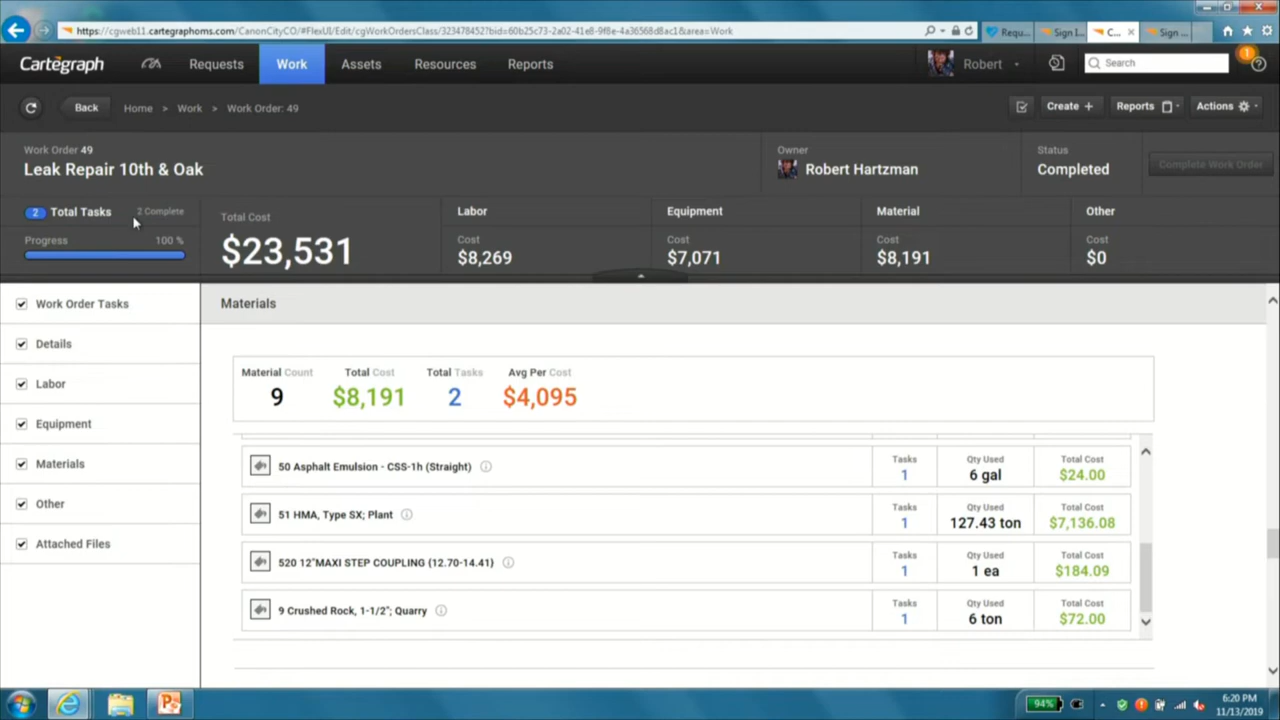 https://cgweb11.cartegraphoms.com/CanonCityCO/#FlexUI/Edit/cgWorkOrdersClass/323478452?bid=60b25c73-2a02-41e8-9f8e-4a36568d8ac1&area=Work
Requ...
Sign I...
C...
Sign ...
Cartëgraph
Requests
Work
Assets
Resources
Reports
Robert
Search
1
Back
Home > Work > Work Order: 49
Create +
Reports
Actions
Work Order 49
Leak Repair 10th & Oak
Owner
Robert Hartzman
Status
Completed
Complete Work Order
2 Total Tasks
2 Complete
Progress
100 %
Total Cost
$23,531
Labor
Cost
$8,269
Equipment
Cost
$7,071
Material
Cost
$8,191
Other
Cost
$0
Work Order Tasks
Details
Labor
Equipment
Materials
Other
Attached Files
Materials
Material Count
9
Total Cost
$8,191
Total Tasks
2
Avg Per Cost
$4,095
50 Asphalt Emulsion - CSS-1h (Straight)
Tasks
1
Qty Used
6 gal
Total Cost
$24.00
51 HMA, Type SX; Plant
Tasks
1
Qty Used
127.43 ton
Total Cost
$7,136.08
520 12"MAXI STEP COUPLING (12.70-14.41)
Tasks
1
Qty Used
1 ea
Total Cost
$184.09
9 Crushed Rock, 1-1/2"; Quarry
Tasks
1
Qty Used
6 ton
Total Cost
$72.00
94%
6:20 PM
11/13/2019